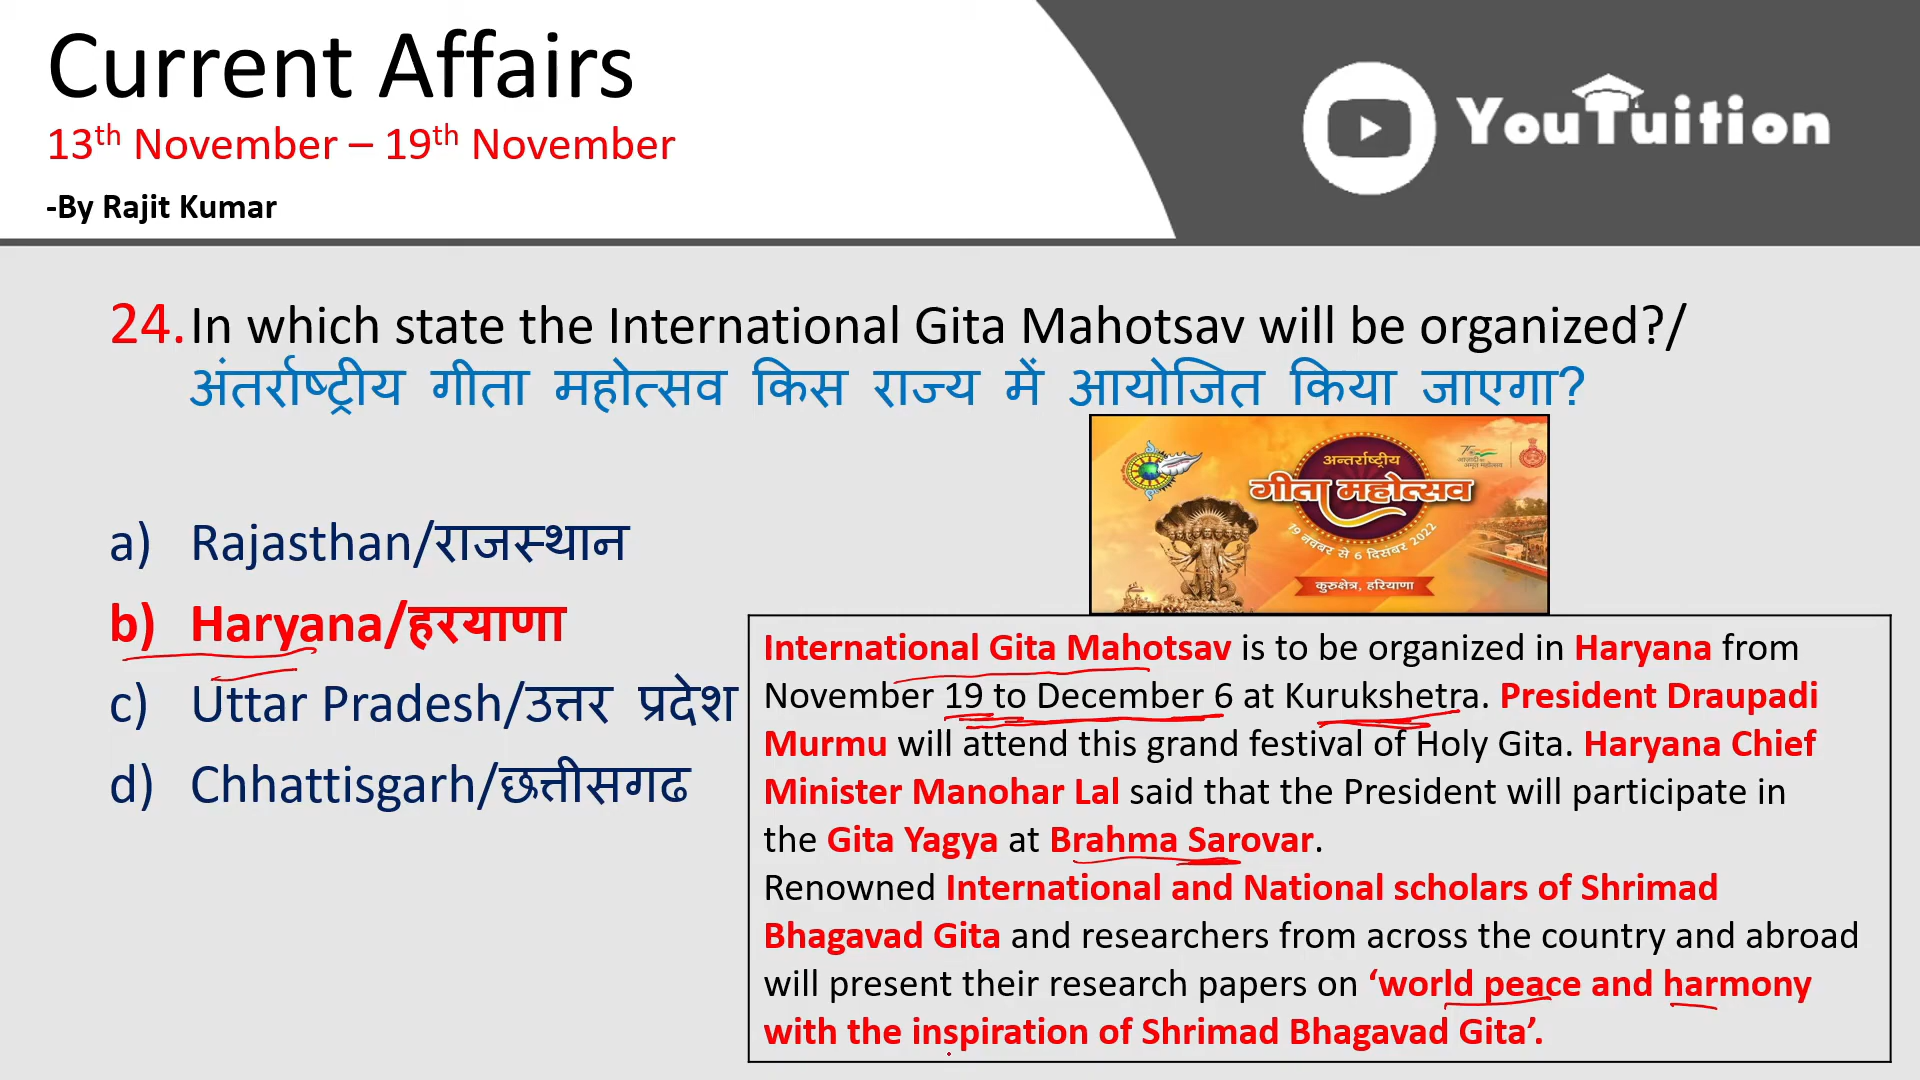 Current Affairs
13th November – 19th November
-By Rajit Kumar
YouTuition
24. In which state the International Gita Mahotsav will be organized?/
अंतर्राष्ट्रीय गीता महोत्सव किस राज्य में आयोजित किया जाएगा?
अन्तर्राष्ट्रीय
गीता महोत्सव
19 नवंबर से 6 दिसंबर 2022
कुरुक्षेत्र, हरियाणा
a) Rajasthan/राजस्थान
b) Haryana/हरयाणा
c) Uttar Pradesh/उत्तर प्रदेश
d) Chhattisgarh/छत्तीसगढ
International Gita Mahotsav is to be organized in Haryana from
November 19 to December 6 at Kurukshetra. President Draupadi
Murmu will attend this grand festival of Holy Gita. Haryana Chief
Minister Manohar Lal said that the President will participate in
the Gita Yagya at Brahma Sarovar.
Renowned International and National scholars of Shrimad
Bhagavad Gita and researchers from across the country and abroad
will present their research papers on ‘world peace and harmony
with the inspiration of Shrimad Bhagavad Gita’.